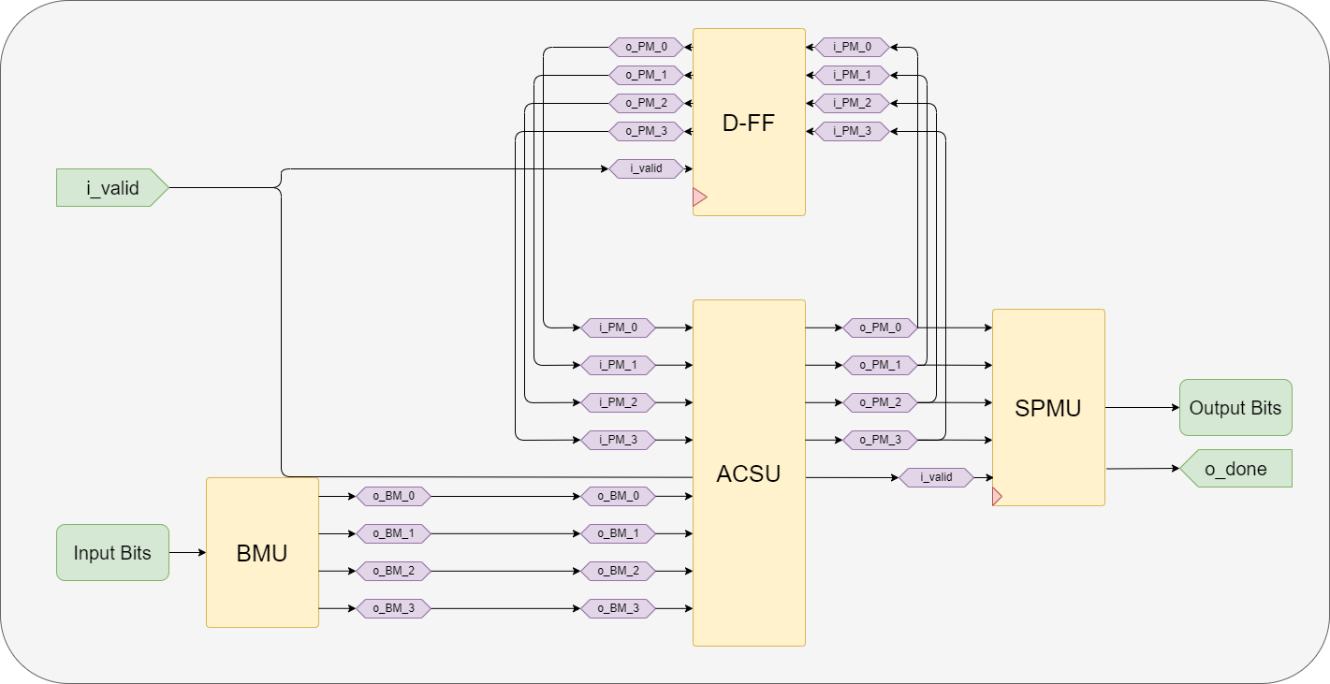 o_PM_0
i_PM_0
o_PM_1
i_PM_1
o_PM_2
i_PM_2
D-FF
o_PM_3
i_PM_3
i_valid
i_valid
i_PM_0
o_PM_0
i_PM_1
o_PM_1
i_PM_2
o_PM_2
SPMU
Output Bits
i_PM_3
o_PM_3
ACSU
o_done
i_valid
o_BM_0
o_BM_0
o_BM_1
o_BM_1
Input Bits
BMU
o_BM_2
o_BM_2
o_BM_3
o_BM_3